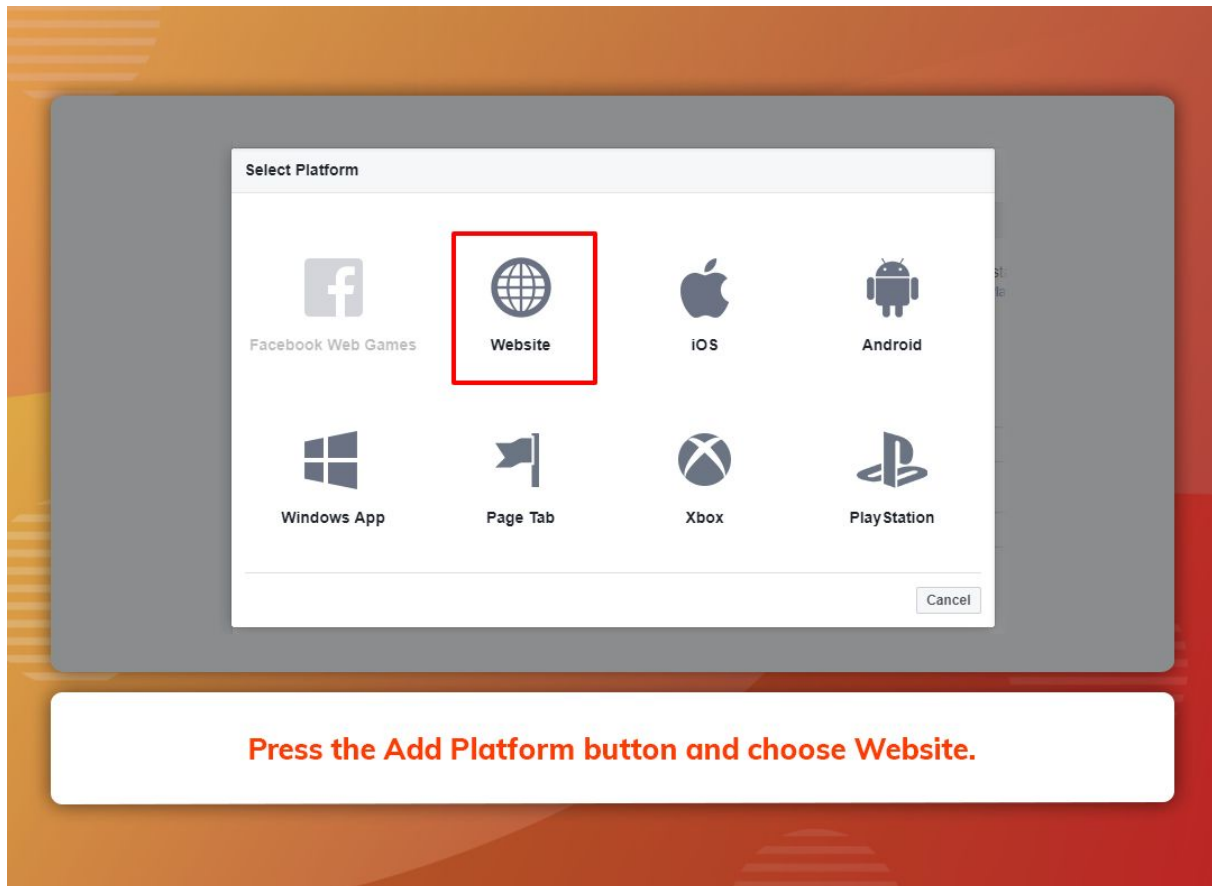 Select Platform
Facebook Web Games
Website
iOS
Android
Windows App
Page Tab
Xbox
PlayStation
Cancel
Press the Add Platform button and choose Website.